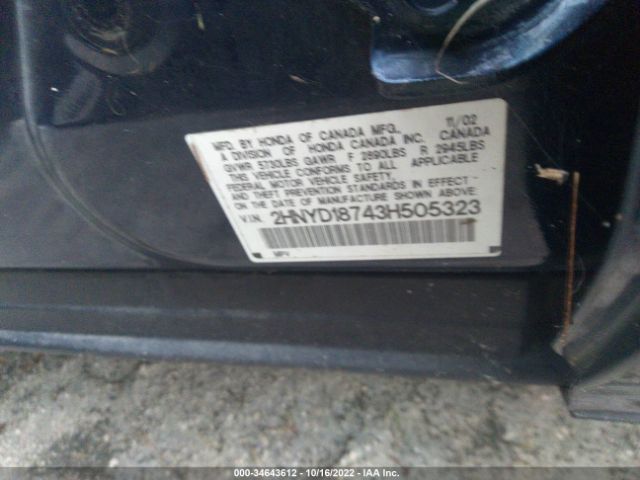 MFD. BY HONDA OF CANADA MFG., 11/02
A DIVISION OF HONDA CANADA INC. CANADA
GVWR 5710LBS GAWR F 2890LBS R 2945LBS
THIS VEHICLE CONFORMS TO ALL APPLICABLE
FEDERAL MOTOR VEHICLE SAFETY
AND THEFT PREVENTION STANDARDS IN EFFECT
ON THE DATE OF MANUFACTURE SHOWN ABOVE.
V.I.N. 2HNYD18743H505323
MPV
000-34643612 - 10/16/2022 - IAA Inc.